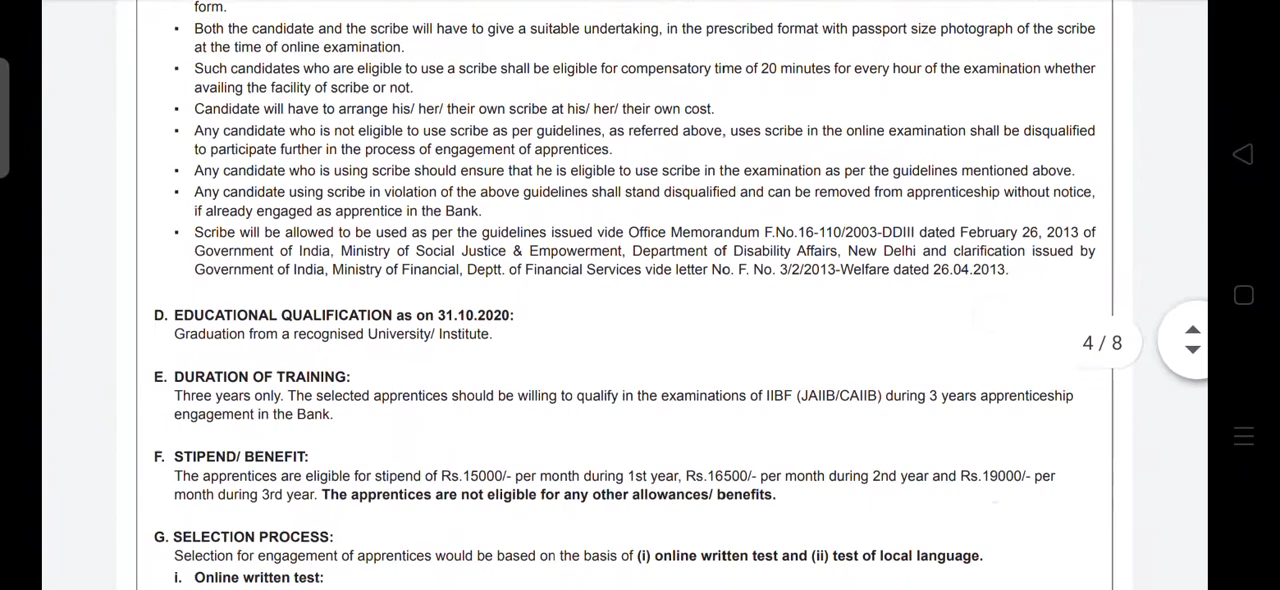 form.
▪ Both the candidate and the scribe will have to give a suitable undertaking, in the prescribed format with passport size photograph of the scribe
at the time of online examination.
▪ Such candidates who are eligible to use a scribe shall be eligible for compensatory time of 20 minutes for every hour of the examination whether
availing the facility of scribe or not.
▪ Candidate will have to arrange his/ her/ their own scribe at his/ her/ their own cost.
▪ Any candidate who is not eligible to use scribe as per guidelines, as referred above, uses scribe in the online examination shall be disqualified
to participate further in the process of engagement of apprentices.
▪ Any candidate who is using scribe should ensure that he is eligible to use scribe in the examination as per the guidelines mentioned above.
▪ Any candidate using scribe in violation of the above guidelines shall stand disqualified and can be removed from apprenticeship without notice,
if already engaged as apprentice in the Bank.
▪ Scribe will be allowed to be used as per the guidelines issued vide Office Memorandum F.No.16-110/2003-DDIII dated February 26, 2013 of
Government of India, Ministry of Social Justice & Empowerment, Department of Disability Affairs, New Delhi and clarification issued by
Government of India, Ministry of Financial, Deptt. of Financial Services vide letter No. F. No. 3/2/2013-Welfare dated 26.04.2013.
D. EDUCATIONAL QUALIFICATION as on 31.10.2020:
Graduation from a recognised University/ Institute.
4 / 8
E. DURATION OF TRAINING:
Three years only. The selected apprentices should be willing to qualify in the examinations of IIBF (JAIIB/CAIIB) during 3 years apprenticeship
engagement in the Bank.
F. STIPEND/ BENEFIT:
The apprentices are eligible for stipend of Rs.15000/- per month during 1st year, Rs.16500/- per month during 2nd year and Rs.19000/- per
month during 3rd year. The apprentices are not eligible for any other allowances/ benefits.
G. SELECTION PROCESS:
Selection for engagement of apprentices would be based on the basis of (i) online written test and (ii) test of local language.
i. Online written test: